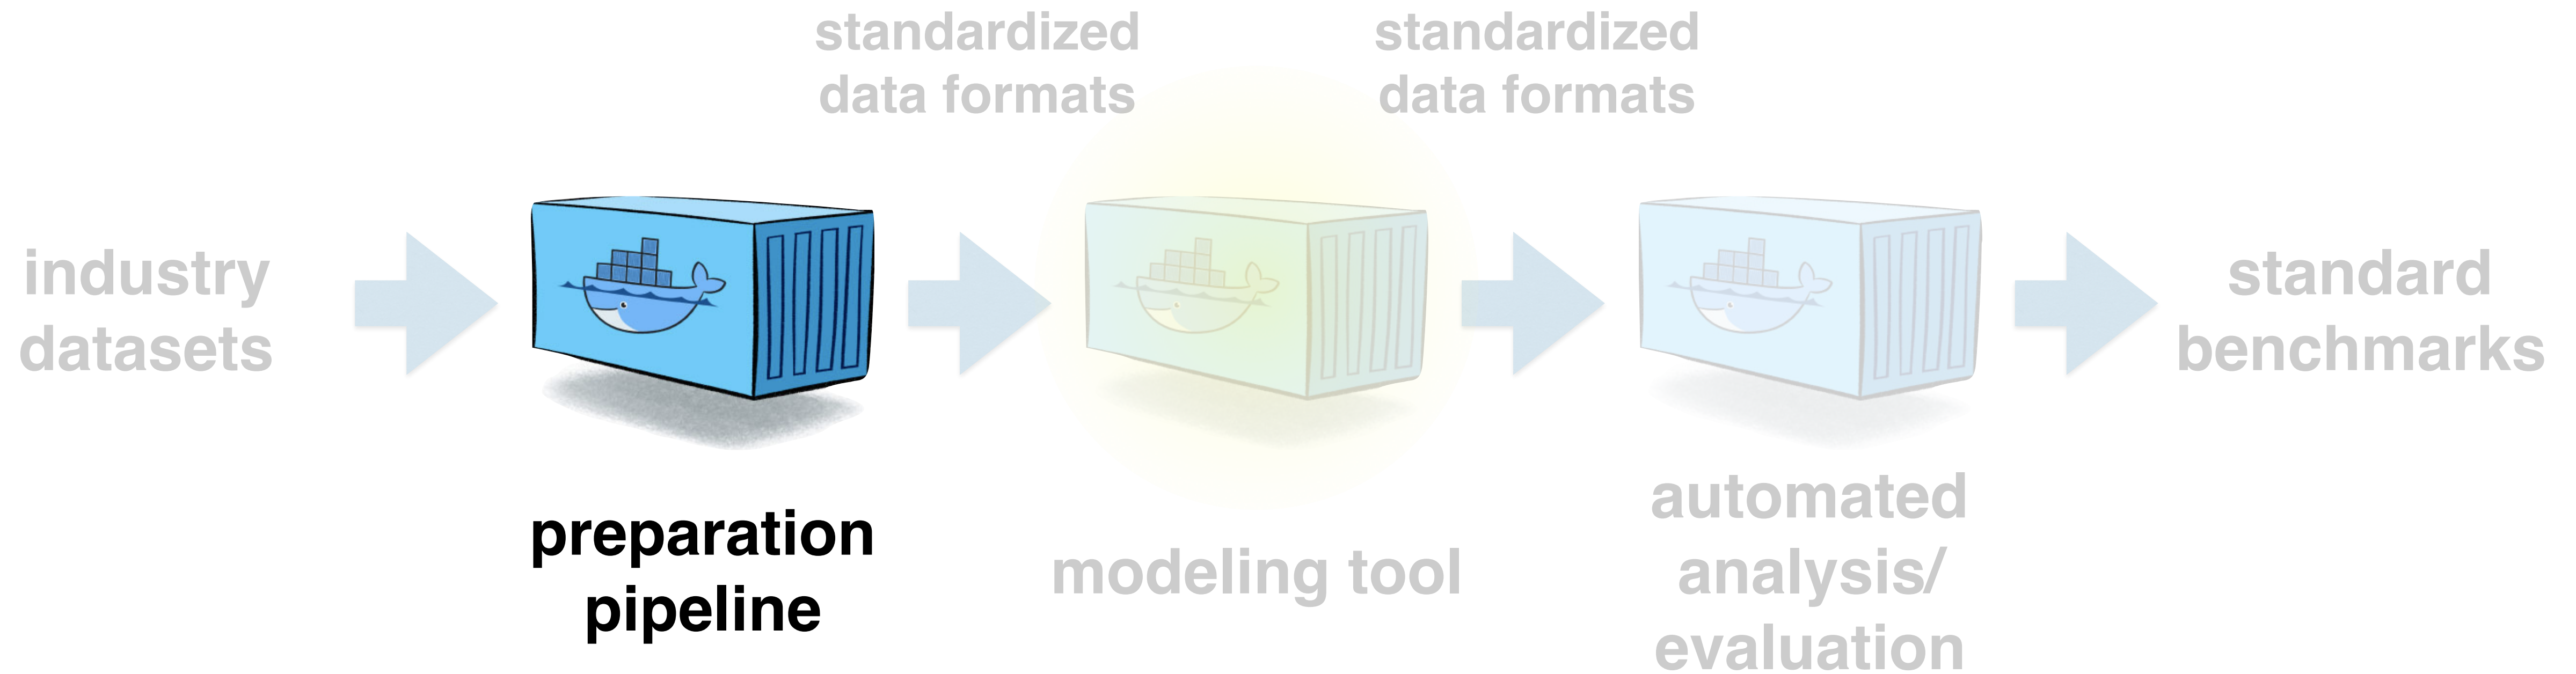 standardized
data formats
standardized
data formats
industry
datasets
preparation
pipeline
modeling tool
automated
analysis/
evaluation
standard
benchmarks